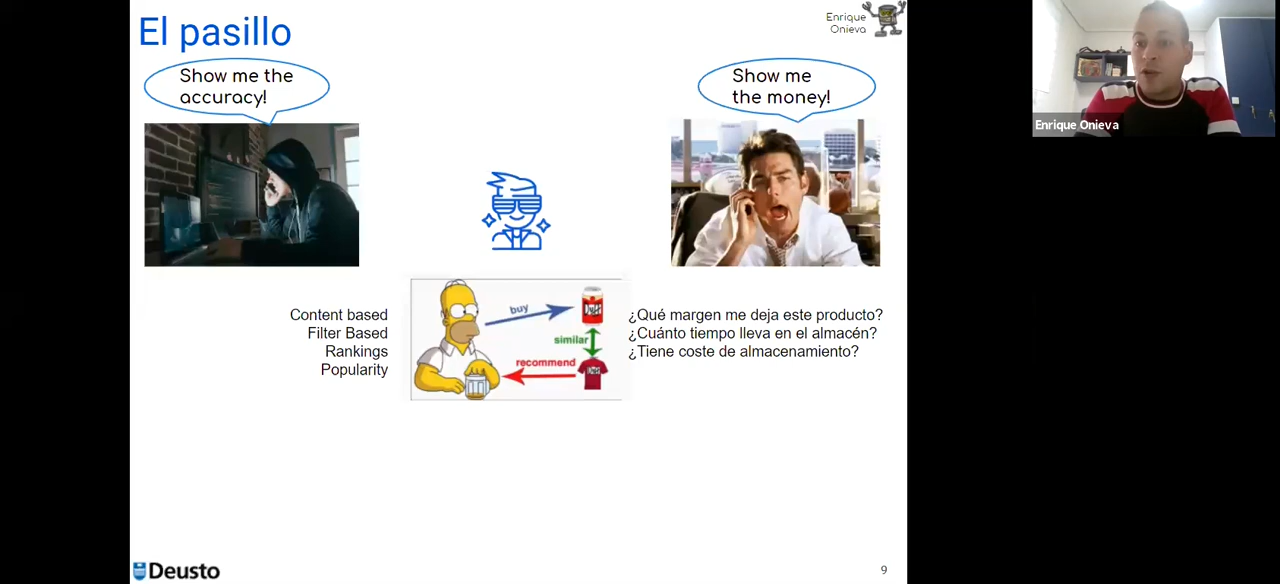 El pasillo
Enrique
Onieva
Show me the
accuracy!
Show me
the money!
Content based
Filter Based
Rankings
Popularity
buy
Duff
similar
recommend
¿Qué margen me deja este producto?
¿Cuánto tiempo lleva en el almacén?
¿Tiene coste de almacenamiento?
Deusto
9
Enrique Onieva